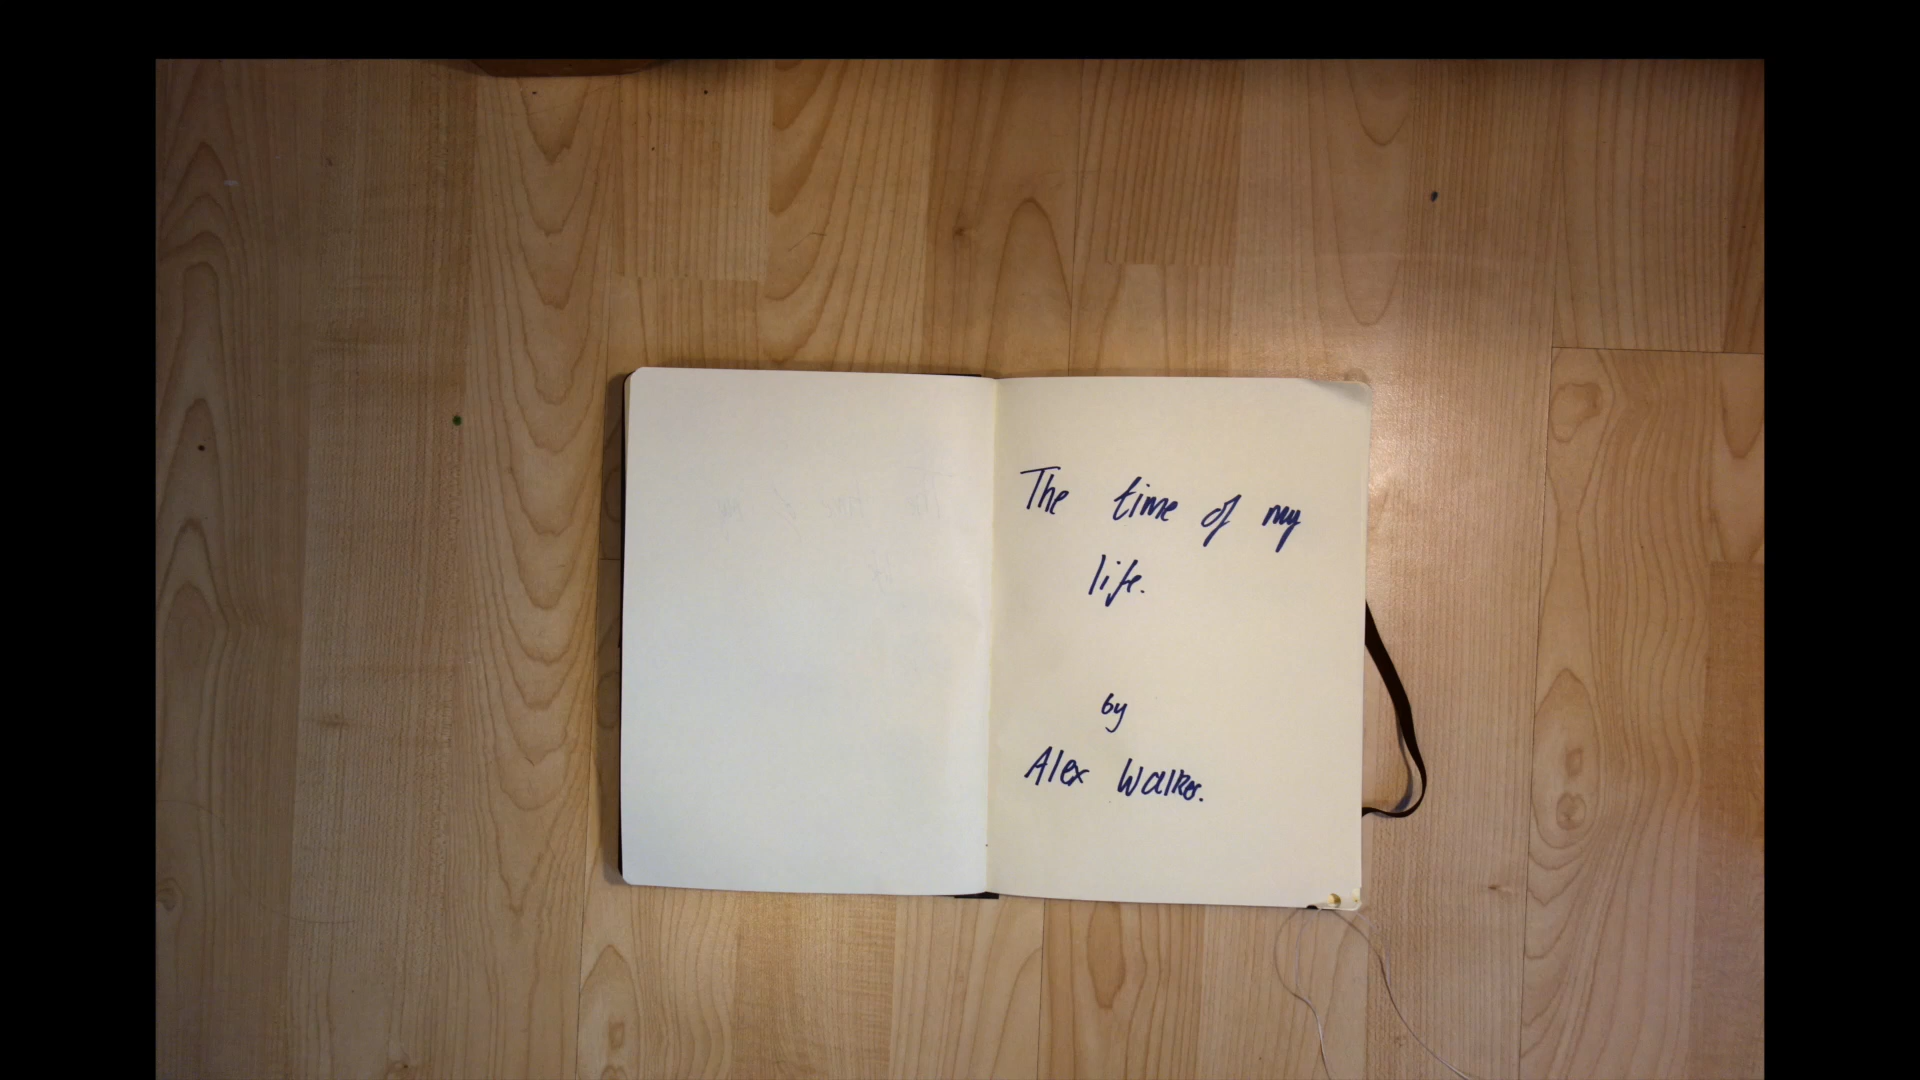 The time of my
life.
by
Alex Walker.